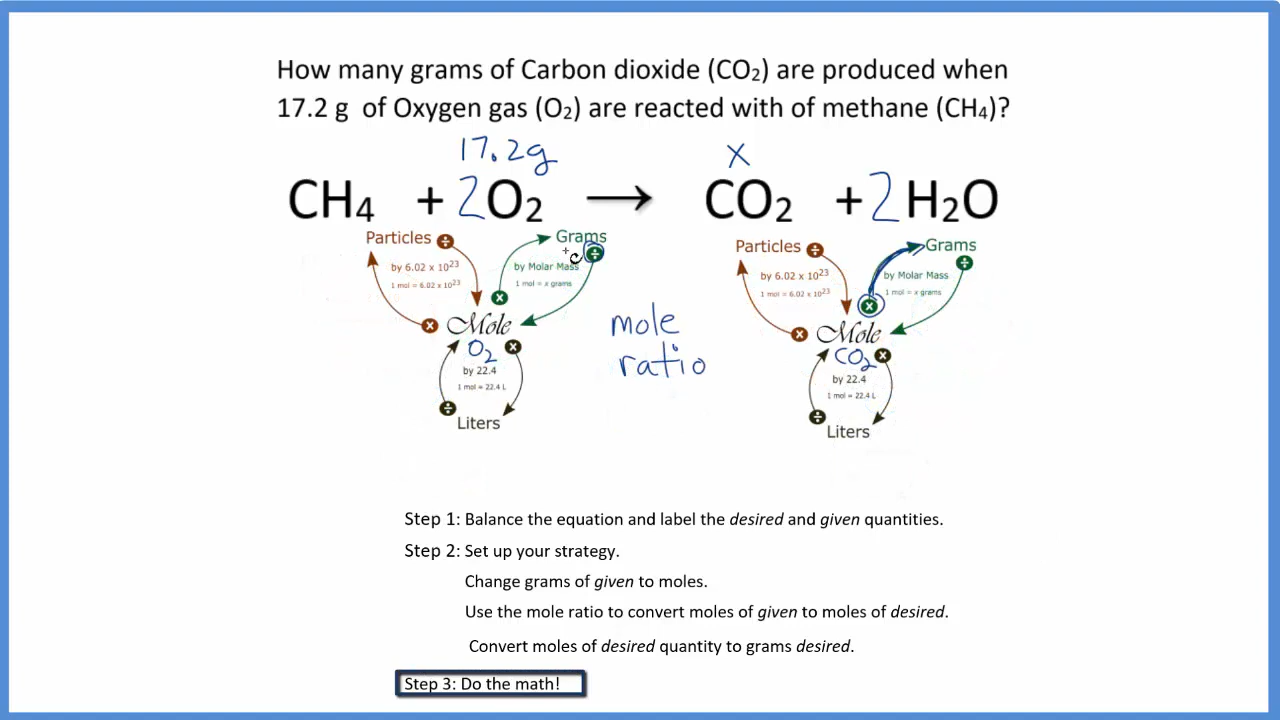 How many grams of Carbon dioxide (CO₂) are produced when
17.2 g of Oxygen gas (O₂) are reacted with of methane (CH₄)?
17.2g
x
CH₄ + 2O₂ → CO₂ + 2H₂O
Particles ÷
Grams
÷
by 6.02 x 10²³
1 mol = 6.02 x 10²³
by Molar Mass
1 mol = x grams
x
x
Mole
O₂
x
by 22.4
1 mol = 22.4 L
÷
Liters
mole
ratio
Particles ÷
Grams
÷
by 6.02 x 10²³
1 mol = 6.02 x 10²³
by Molar Mass
1 mol = x grams
x
x
Mole
CO₂
x
by 22.4
1 mol = 22.4 L
÷
Liters
Step 1: Balance the equation and label the desired and given quantities.
Step 2: Set up your strategy.
Change grams of given to moles.
Use the mole ratio to convert moles of given to moles of desired.
Convert moles of desired quantity to grams desired.
Step 3: Do the math!